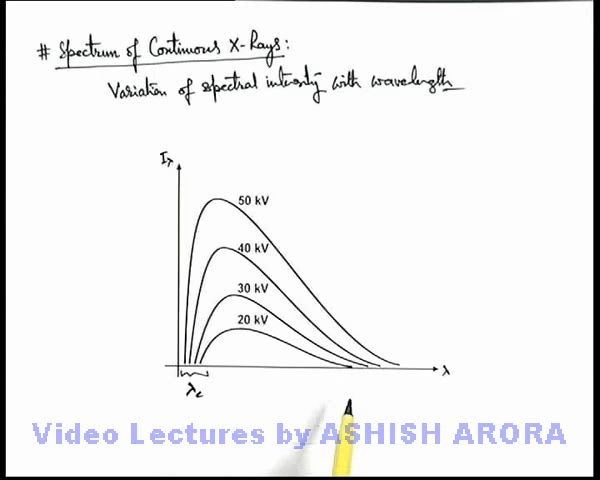 # Spectrum of Continuous X-Rays:
Variation of spectral intensity with wavelength
Iλ
50 kV
40 kV
30 kV
20 kV
λ
λc
Video Lectures by ASHISH ARORA